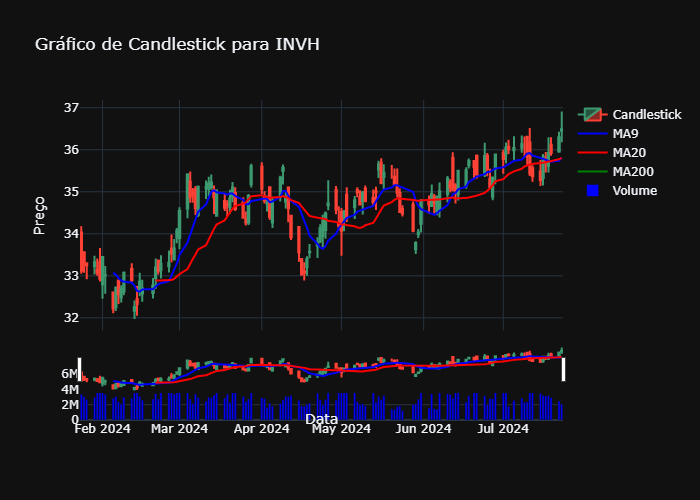 Gráfico de Candlestick para INVH
37
36
35
34
33
32
Preço
Candlestick
MA9
MA20
MA200
Volume
6M
4M
2M
0
Data
Feb 2024
Mar 2024
Apr 2024
May 2024
Jun 2024
Jul 2024